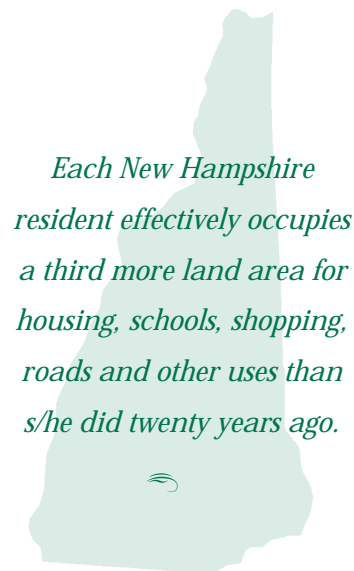 Each New Hampshire
resident effectively occupies
a third more land area for
housing, schools, shopping,
roads and other uses than
s/he did twenty years ago.